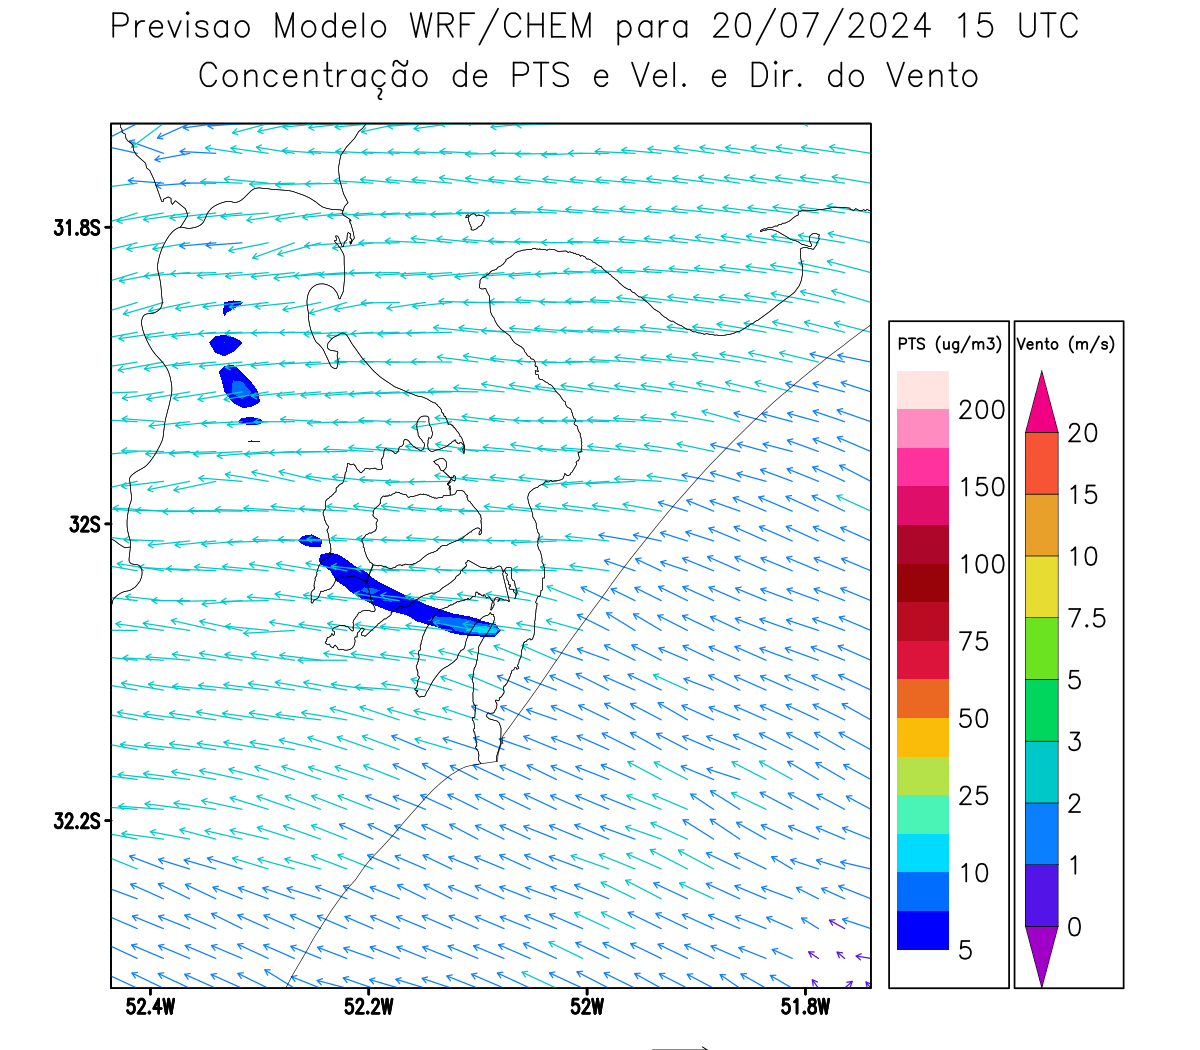 Previsao Modelo WRF/CHEM para 20/07/2024 15 UTC
Concentração de PTS e Vel. e Dir. do Vento
31.8S
32S
32.2S
52.4W 52.2W 52W 51.8W
PTS (ug/m3)
200
150
100
75
50
25
10
5
Vento (m/s)
20
15
10
7.5
5
3
2
1
0